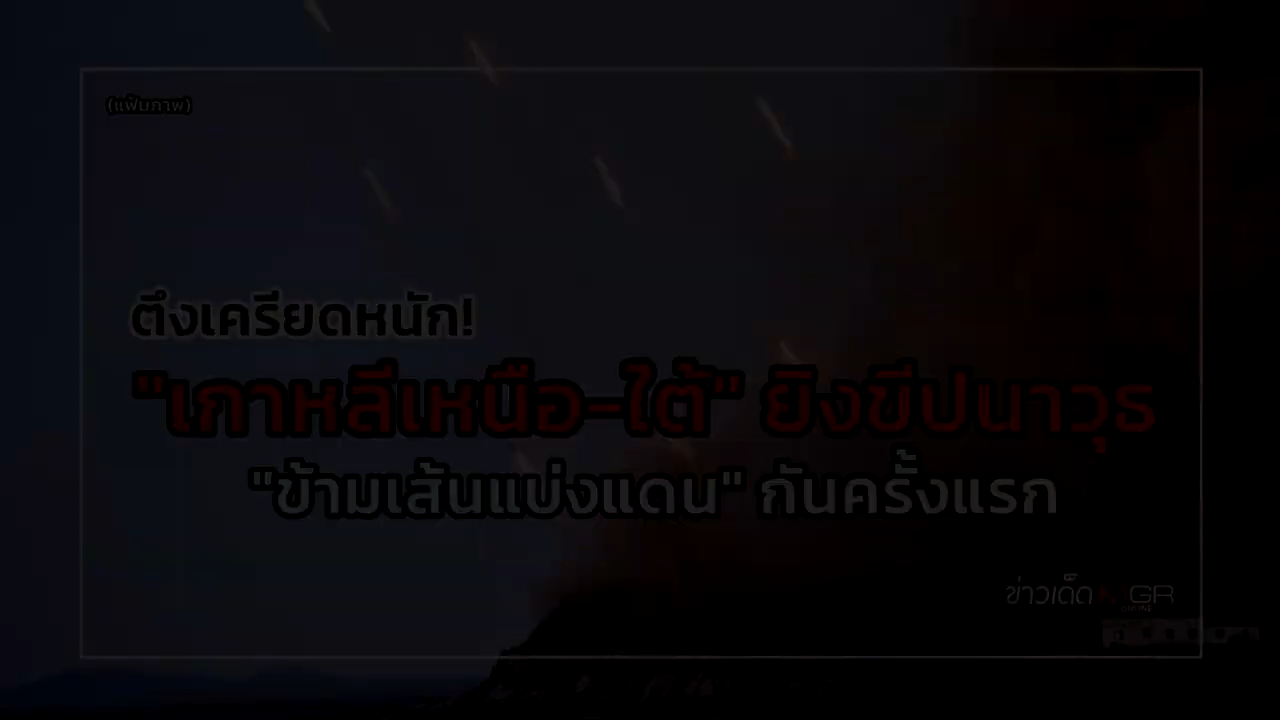 (แฟ้มภาพ)
ตึงเครียดหนัก!
"เกาหลีเหนือ-ใต้" ยิงขีปนาวุธ
"ข้ามเส้นแบ่งแดน" กันครั้งแรก
ข่าวเด็ด MGR
ONLINE